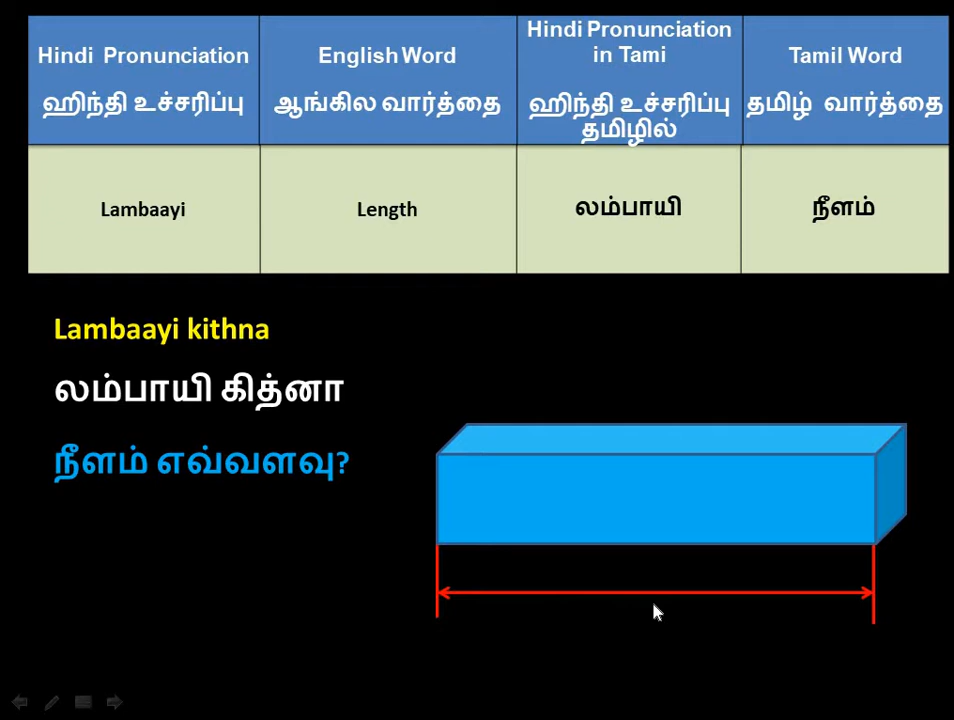 Hindi Pronunciation
ஹிந்தி உச்சரிப்பு
English Word
ஆங்கில வார்த்தை
Hindi Pronunciation
in Tami
ஹிந்தி உச்சரிப்பு
தமிழில்
Tamil Word
தமிழ் வார்த்தை
Lambaayi
Length
லம்பாயி
நீளம்
Lambaayi kithna
லம்பாயி கித்னா
நீளம் எவ்வளவு?